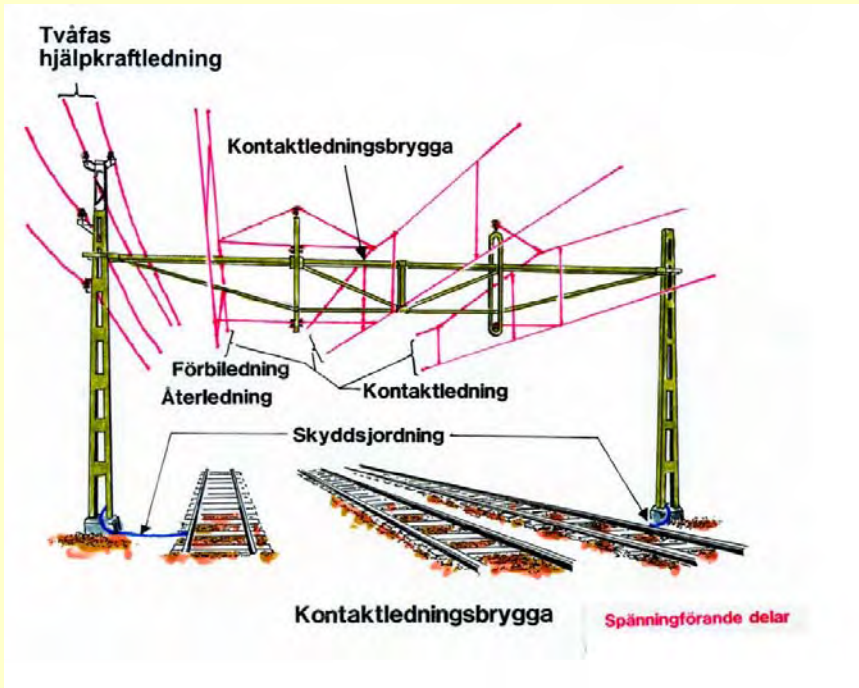 Tvåfas
hjälpkraftledning
Kontaktledningsbrygga
Förbiledning
Återledning
Kontaktledning
Skyddsjordning
Kontaktledningsbrygga
Spänningförande delar